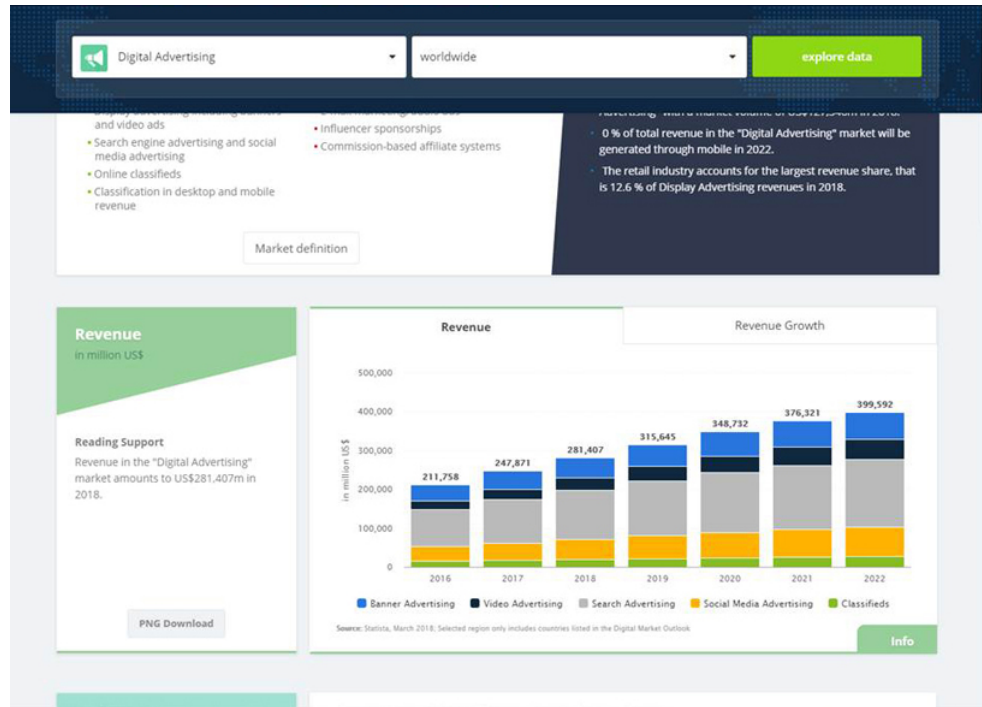 Digital Advertising
worldwide
explore data
and video ads
Search engine advertising and social
media advertising
Online classifieds
Classification in desktop and mobile
revenue
Influencer sponsorships
Commission-based affiliate systems
0 % of total revenue in the "Digital Advertising" market will be
generated through mobile in 2022.
The retail industry accounts for the largest revenue share, that
is 12.6 % of Display Advertising revenues in 2018.
Market definition
Revenue
in million US$
Reading Support
Revenue in the "Digital Advertising"
market amounts to US$281,407m in
2018.
PNG Download
Revenue
Revenue Growth
in million US$
500,000
400,000
300,000
200,000
100,000
0
211,758
247,871
281,407
315,645
348,732
376,321
399,592
2016
2017
2018
2019
2020
2021
2022
Banner Advertising
Video Advertising
Search Advertising
Social Media Advertising
Classifieds
Source: Statista, March 2018; Selected region only includes countries listed in the Digital Market Outlook
Info